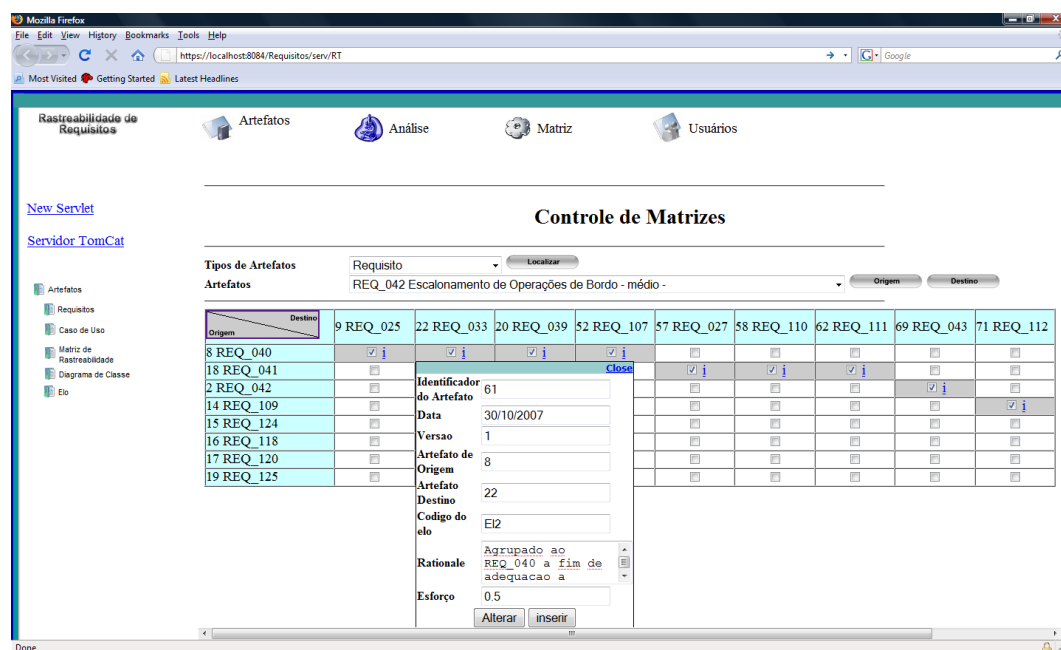 Mozilla Firefox
File Edit View History Bookmarks Tools Help
https://localhost:8084/Requisitos/serv/RT
Google
Most Visited Getting Started Latest Headlines
Rastreabilidade de
Requisitos
Artefatos
Análise
Matriz
Usuários
New Servlet
Servidor TomCat
Artefatos
Requisitos
Caso de Uso
Matriz de
Rastreabilidade
Diagrama de Classe
Elo
Controle de Matrizes
Tipos de Artefatos Requisito Localizar
Artefatos REQ_042 Escalonamento de Operações de Bordo - médio - Origem Destino
Destino
Origem
9 REQ_025 22 REQ_033 20 REQ_039 52 REQ_107 57 REQ_027 58 REQ_110 62 REQ_111 69 REQ_043 71 REQ_112
8 REQ_040 i i i i
18 REQ_041 i i i
2 REQ_042 i
14 REQ_109 i
15 REQ_124
16 REQ_118
17 REQ_120
19 REQ_125
Close
Identificador
do Artefato 61
Data 30/10/2007
Versao 1
Artefato de
Origem 8
Artefato
Destino 22
Codigo do
elo El2
Rationale Agrupado ao
REQ_040 a fim de
adequacao a
Esforço 0.5
Alterar inserir
Done